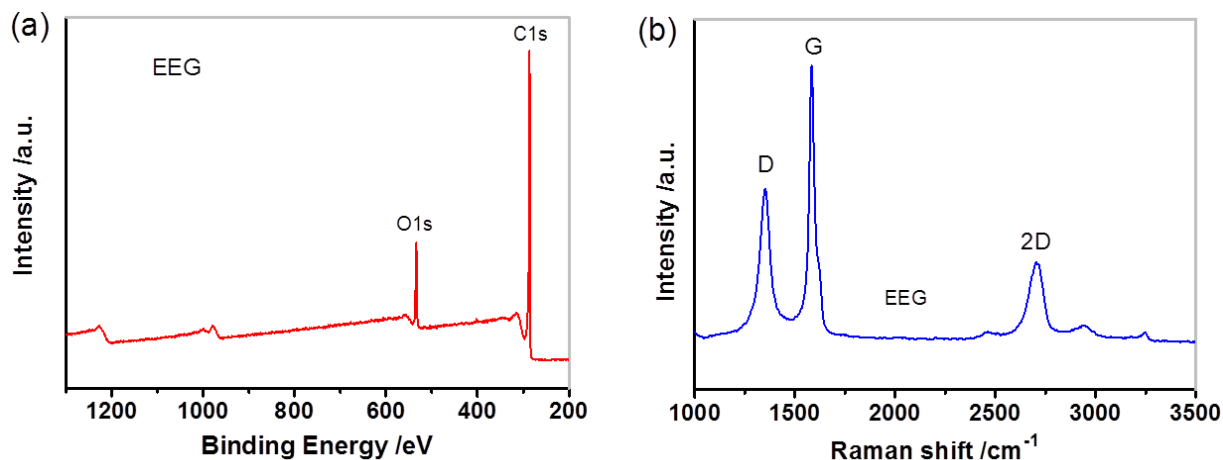 (a)
EEG
C1s
O1s
Intensity /a.u.
1200 1000 800 600 400 200
Binding Energy /eV
(b)
G
D
2D
EEG
Intensity /a.u.
1000 1500 2000 2500 3000 3500
Raman shift /cm⁻¹